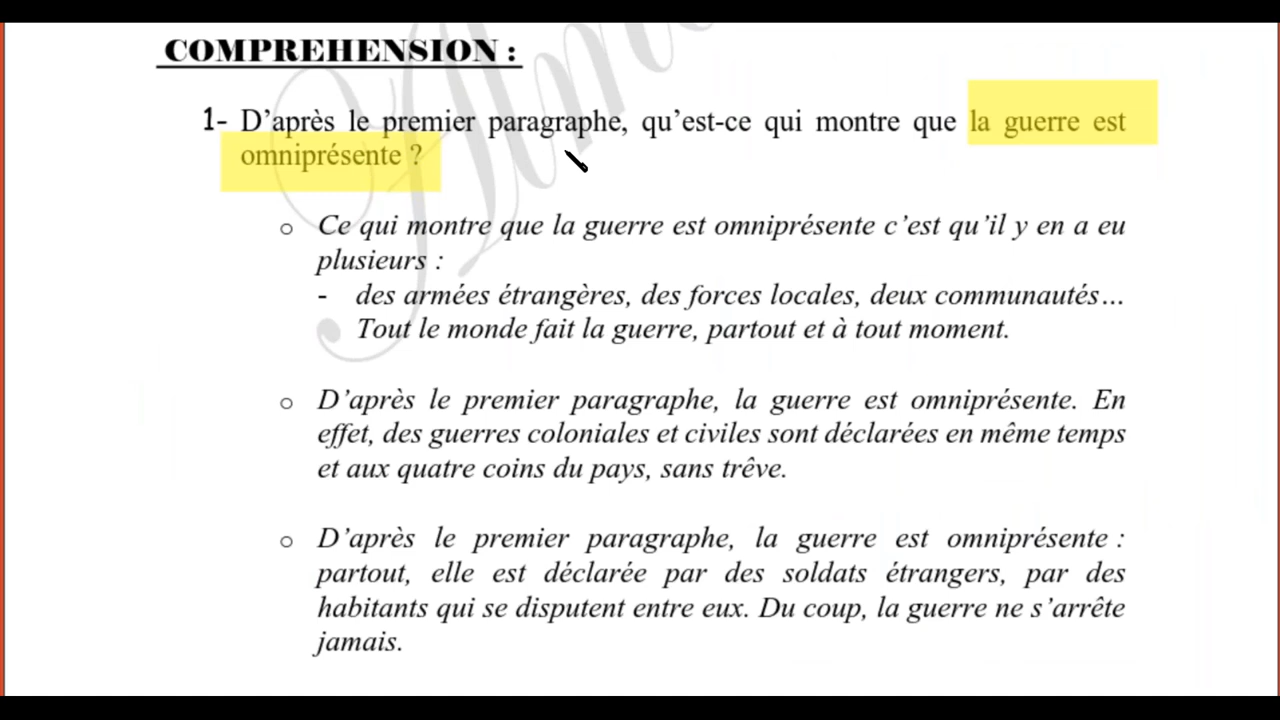 COMPREHENSION :
1- D’après le premier paragraphe, qu’est-ce qui montre que la guerre est
omniprésente ?
o Ce qui montre que la guerre est omniprésente c’est qu’il y en a eu
plusieurs :
- des armées étrangères, des forces locales, deux communautés…
Tout le monde fait la guerre, partout et à tout moment.
o D’après le premier paragraphe, la guerre est omniprésente. En
effet, des guerres coloniales et civiles sont déclarées en même temps
et aux quatre coins du pays, sans trêve.
o D’après le premier paragraphe, la guerre est omniprésente :
partout, elle est déclarée par des soldats étrangers, par des
habitants qui se disputent entre eux. Du coup, la guerre ne s’arrête
jamais.